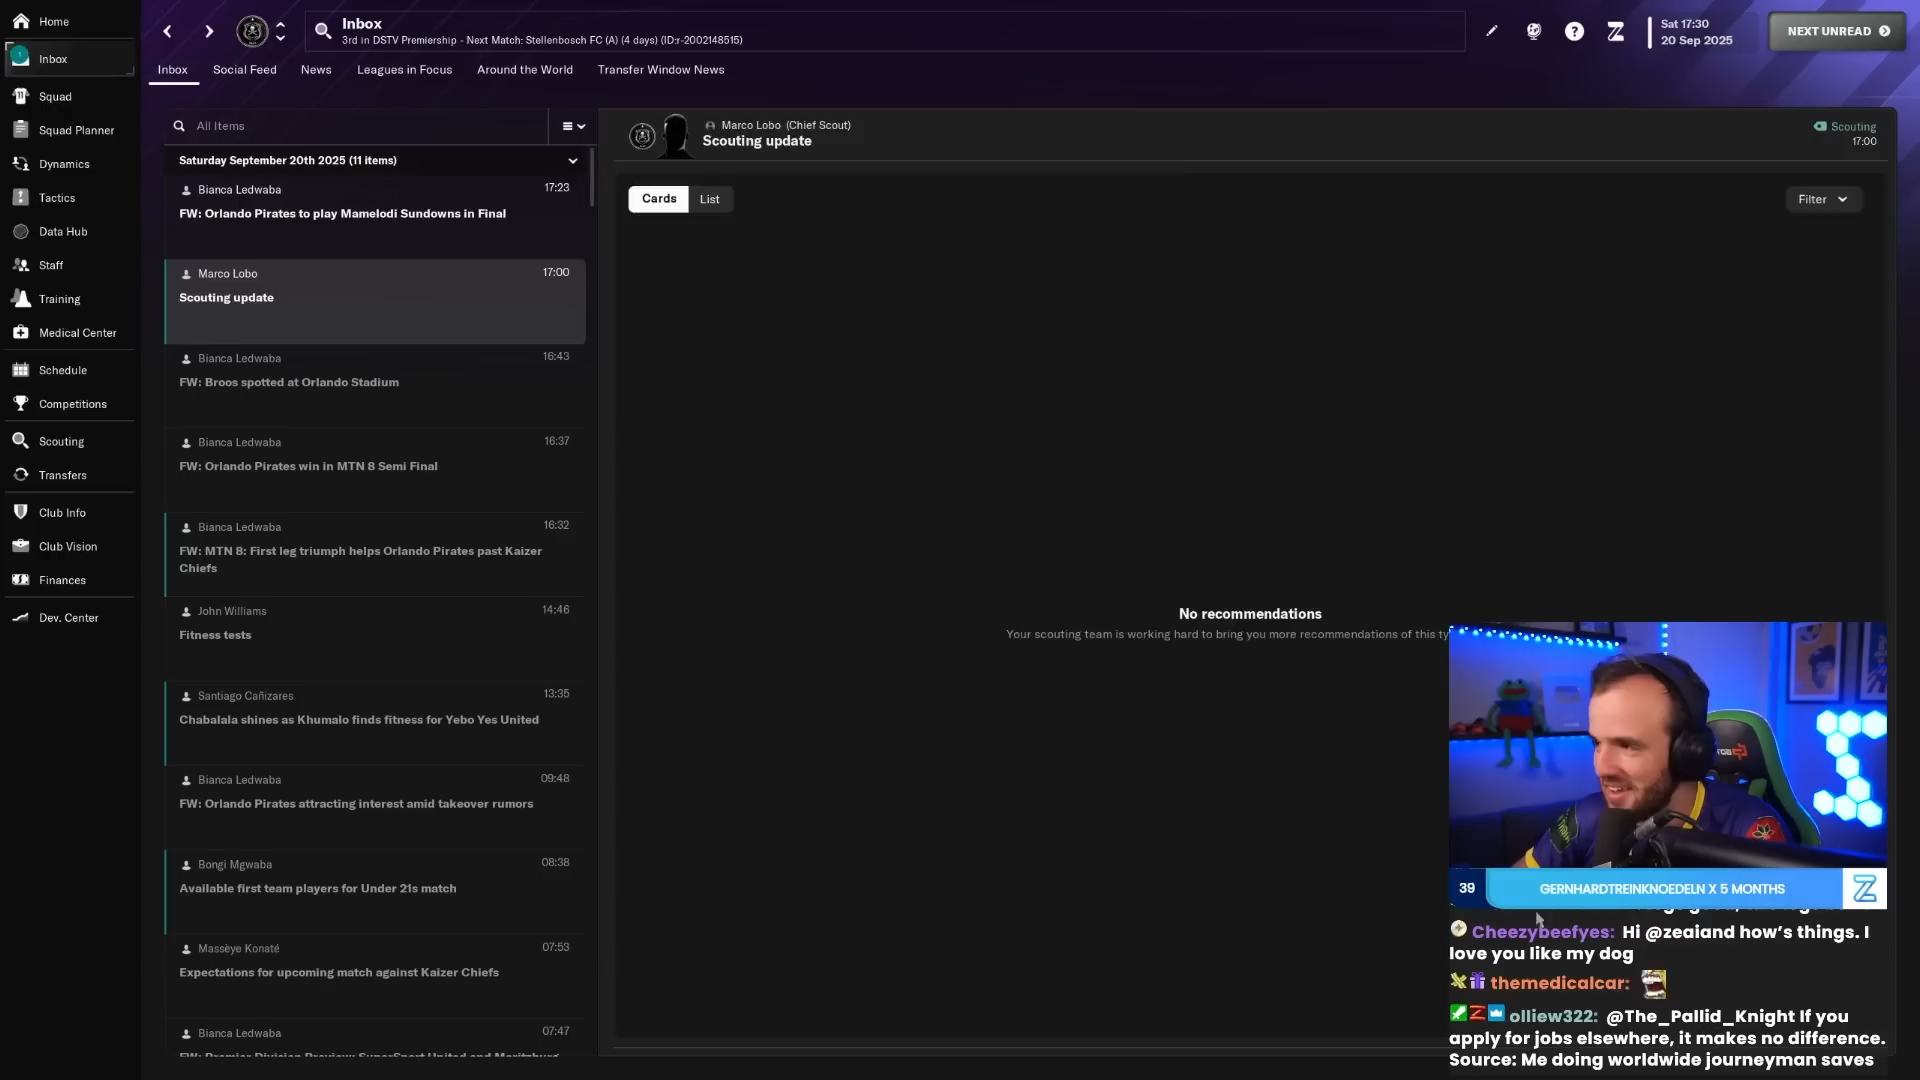 Home
Inbox
Squad
Squad Planner
Dynamics
Tactics
Data Hub
Staff
Training
Medical Center
Schedule
Competitions
Scouting
Transfers
Club Info
Club Vision
Finances
Dev. Center
Inbox
3rd in DSTV Premiership - Next Match: Stellenbosch FC (A) (4 days) (ID:r-2002148515)
Sat 17:30
20 Sep 2025
NEXT UNREAD
Inbox Social Feed News Leagues in Focus Around the World Transfer Window News
All Items
Saturday September 20th 2025 (11 items)
Bianca Ledwaba 17:23
FW: Orlando Pirates to play Mamelodi Sundowns in Final
Marco Lobo 17:00
Scouting update
Bianca Ledwaba 16:43
FW: Broos spotted at Orlando Stadium
Bianca Ledwaba 16:37
FW: Orlando Pirates win in MTN 8 Semi Final
Bianca Ledwaba 16:32
FW: MTN 8: First leg triumph helps Orlando Pirates past Kaizer
Chiefs
John Williams 14:46
Fitness tests
Santiago Cañizares 13:35
Chabalala shines as Khumalo finds fitness for Yebo Yes United
Bianca Ledwaba 09:48
FW: Orlando Pirates attracting interest amid takeover rumors
Bongi Mgwaba 08:38
Available first team players for Under 21s match
Massèye Konaté 07:53
Expectations for upcoming match against Kaizer Chiefs
Bianca Ledwaba 07:47
FW: Premier Division Preview: SuperSport United and Moritzburg
Marco Lobo (Chief Scout)
Scouting update
Scouting
17:00
Cards List
Filter
No recommendations
Your scouting team is working hard to bring you more recommendations of this ty
39 GERNHARDTREINKNOEDELN X 5 MONTHS
Cheezybeefyes: Hi @zeaiand how's things. I
love you like my dog
themedicalcar:
olliew322: @The_Pallid_Knight If you
apply for jobs elsewhere, it makes no difference.
Source: Me doing worldwide journeyman saves